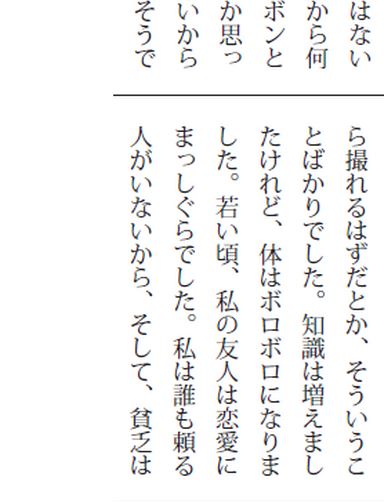 はない
から何
ボンと
か思っ
いから
そうで
ら撮れるはずだとか、そういうこ
とばかりでした。知識は増えまし
たけれど、体はボロボロになりま
した。若い頃、私の友人は恋愛に
まっしぐらでした。私は誰も頼る
人がいないから、そして、貧乏は